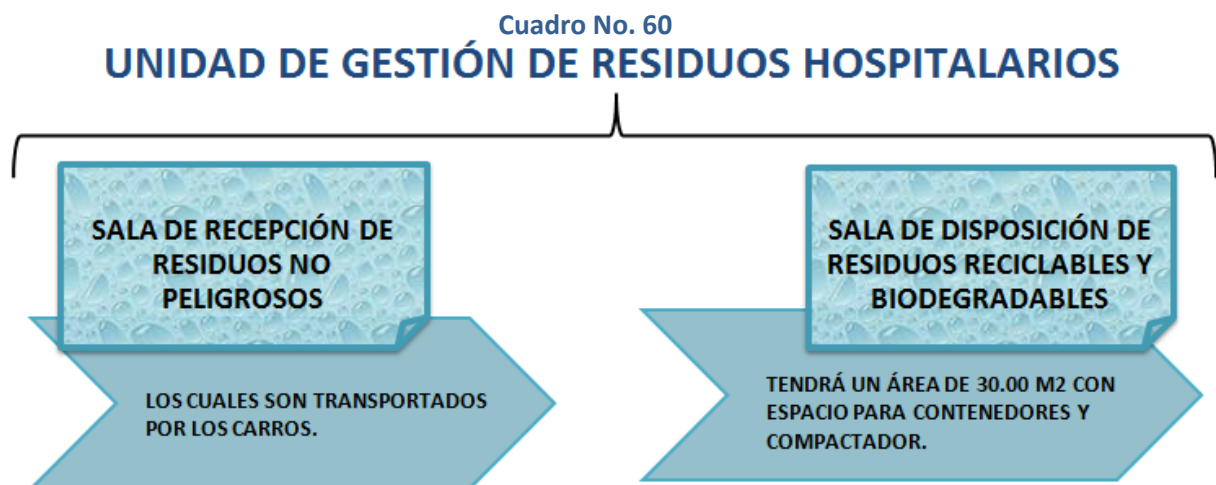 Cuadro No. 60
UNIDAD DE GESTIÓN DE RESIDUOS HOSPITALARIOS
SALA DE RECEPCIÓN DE
RESIDUOS NO
PELIGROSOS
LOS CUALES SON TRANSPORTADOS
POR LOS CARROS.
SALA DE DISPOSICIÓN DE
RESIDUOS RECICLABLES Y
BIODEGRADABLES
TENDRÁ UN ÁREA DE 30.00 M2 CON
ESPACIO PARA CONTENEDORES Y
COMPACTADOR.